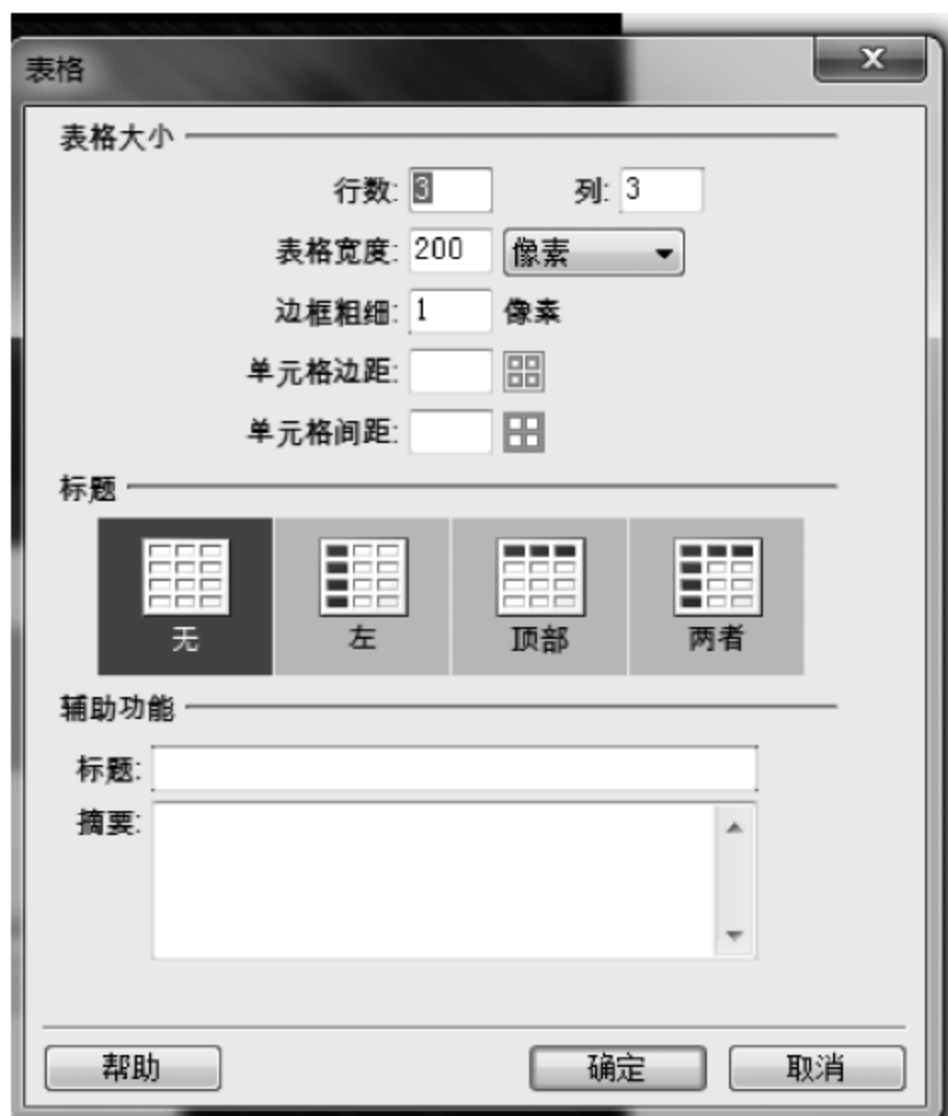 表格
表格大小
行数: 3 列: 3
表格宽度: 200 像素
边框粗细: 1 像素
单元格边距:
单元格间距:
标题
无 左 顶部 两者
辅助功能
标题:
摘要:
帮助 确定 取消